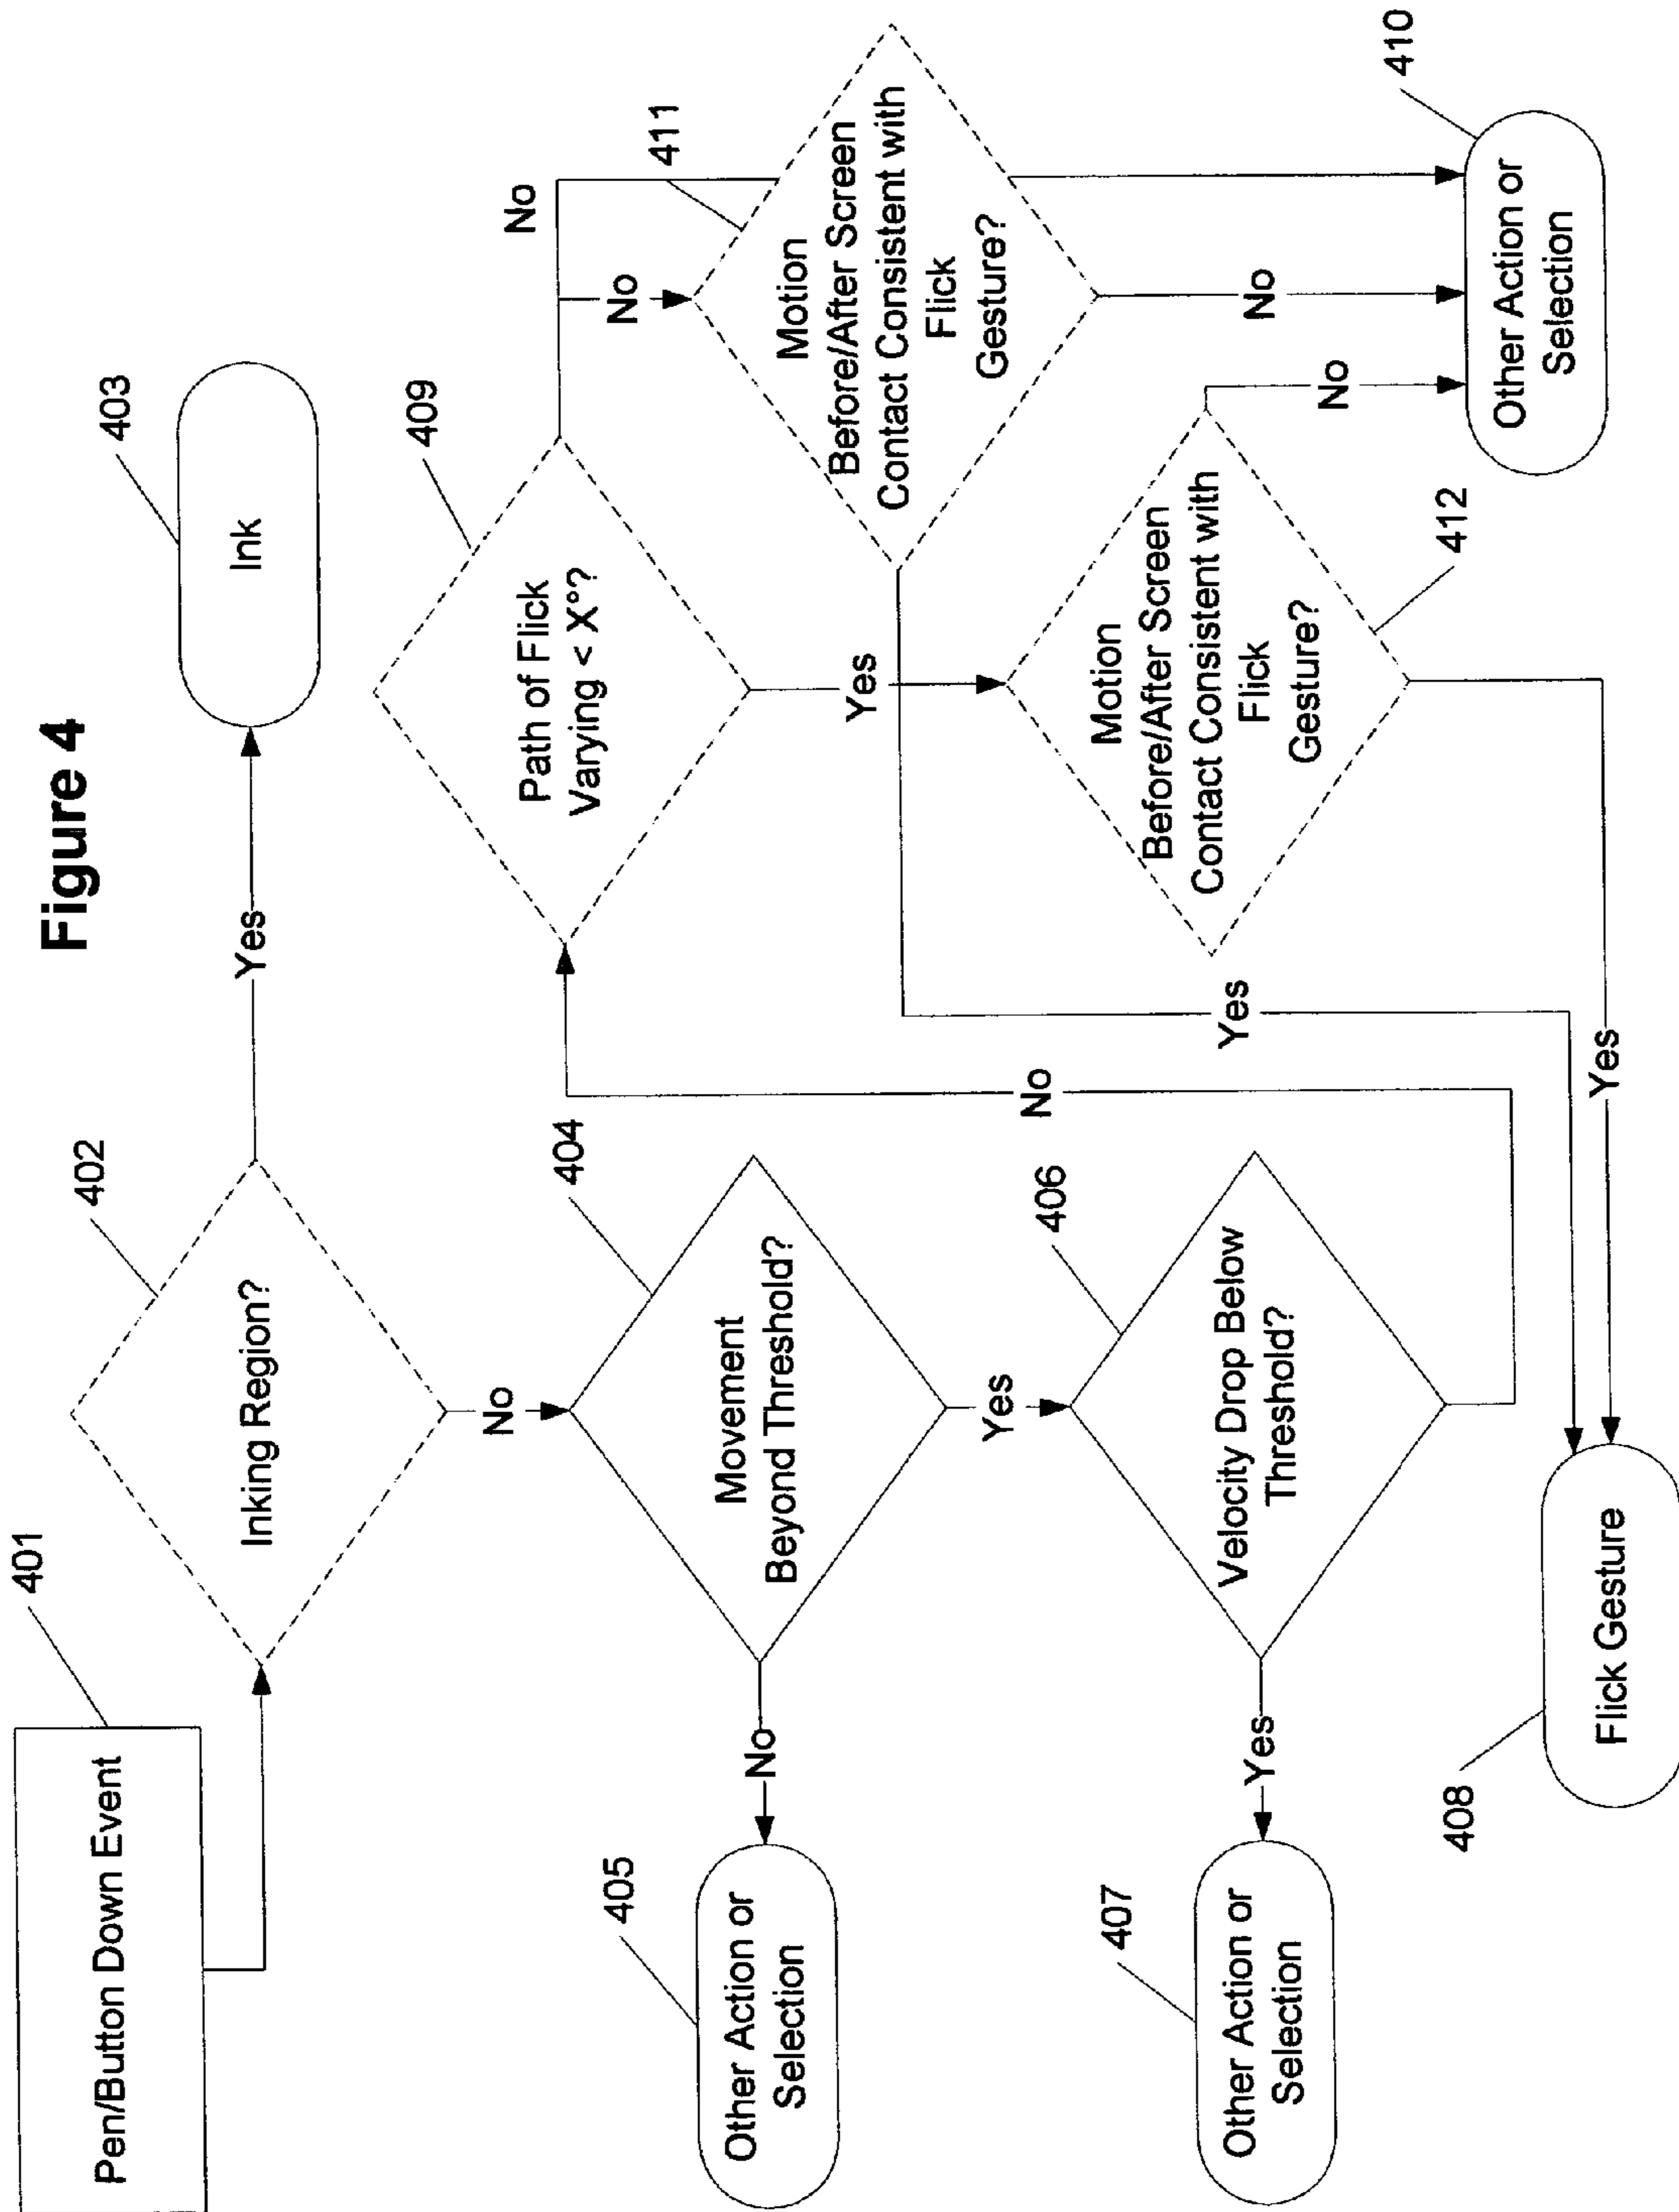 Figure 4
401
Pen/Button Down Event
402
Inking Region?
Yes
403
Ink
No
404
Movement
Beyond Threshold?
No
405
Other Action or
Selection
Yes
406
Velocity Drop Below
Threshold?
Yes
407
Other Action or
Selection
No
409
Path of Flick
Varying < X°?
No
No
411
Motion
Before/After Screen
Contact Consistent with
Flick
Gesture?
Yes
No
Yes
412
Motion
Before/After Screen
Contact Consistent with
Flick
Gesture?
No
Yes
408
Flick Gesture
410
Other Action or
Selection